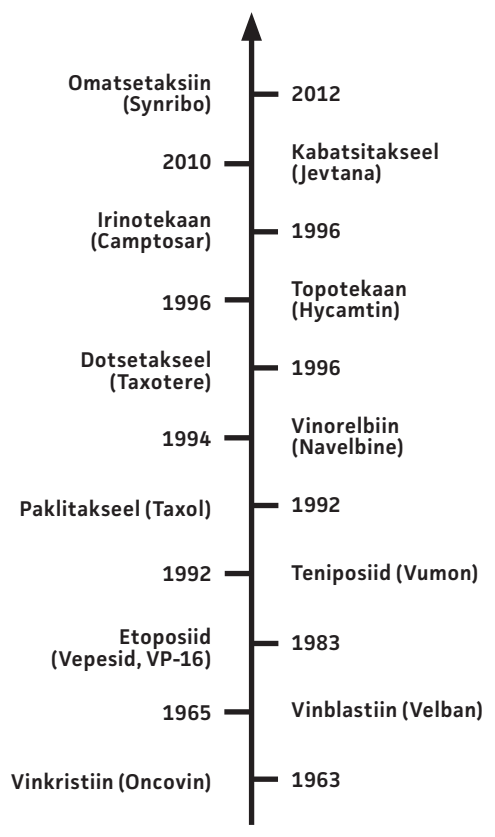 Omatsetaksiin
(Synribo)
2012
2010
Kabatsitakseel
(Jevtana)
Irinotekaan
(Camptosar)
1996
1996
Topotekaan
(Hycamtin)
Dotsetakseel
(Taxotere)
1996
1994
Vinorelbiin
(Navelbine)
Paklitakseel (Taxol)
1992
1992
Teniposiid (Vumon)
Etoposiid
(Vepesid, VP-16)
1983
1965
Vinblastiin (Velban)
Vinkristiin (Oncovin)
1963